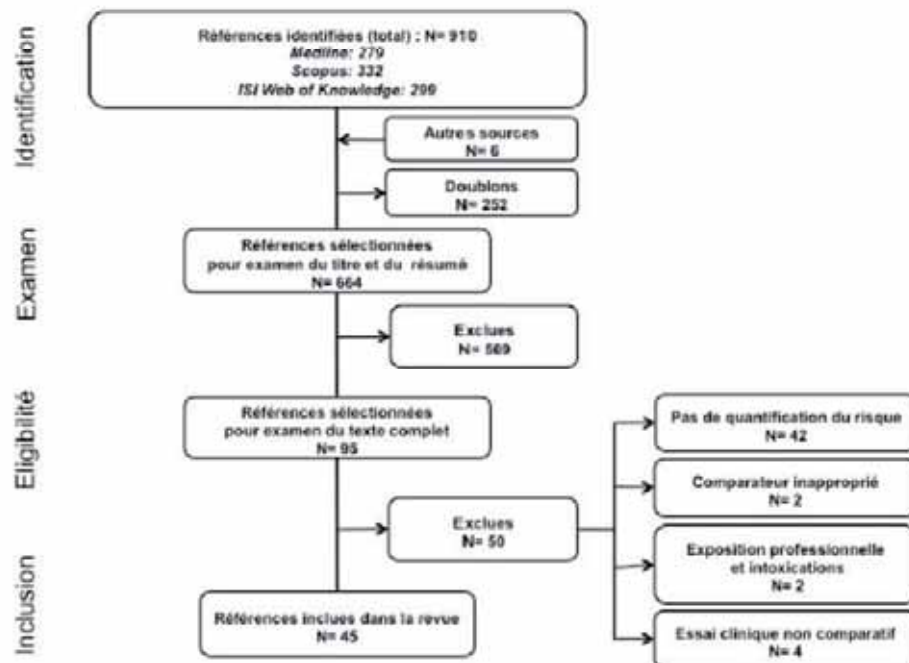 Identification
Références identifiées (total) : N= 910
Medline: 279
Scopus: 332
ISI Web of Knowledge: 299
Autres sources
N= 6
Doublons
N= 252
Examen
Références sélectionnées
pour examen du titre et du résumé
N= 664
Exclues
N= 569
Eligibilité
Références sélectionnées
pour examen du texte complet
N= 95
Exclues
N= 50
Pas de quantification du risque
N= 42
Comparateur inapproprié
N= 2
Exposition professionnelle
et intoxications
N= 2
Essai clinique non comparatif
N= 4
Inclusion
Références inclues dans la revue
N= 45